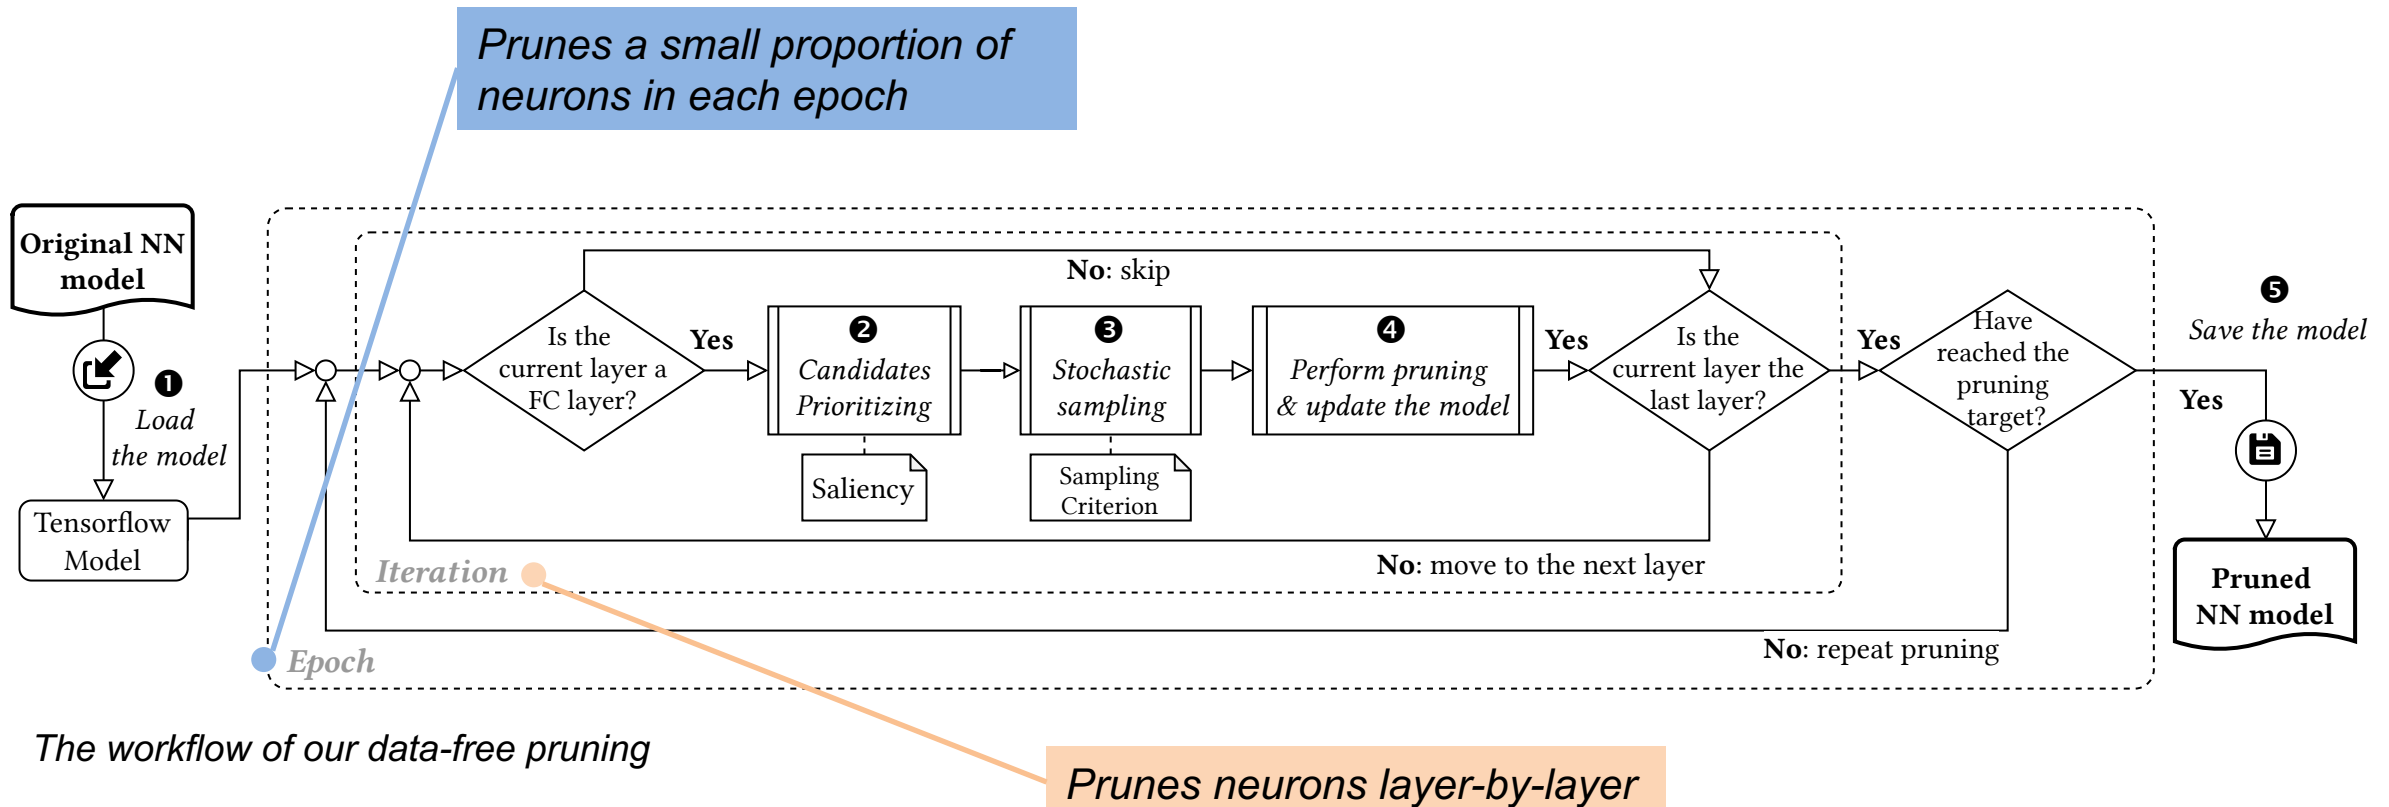 Prunes a small proportion of
neurons in each epoch
Original NN
model
❶
Load
the model
Tensorflow
Model
Is the
current layer a
FC layer?
No: skip
Yes
❷
Candidates
Prioritizing
Saliency
❸
Stochastic
sampling
Sampling
Criterion
❹
Perform pruning
& update the model
Yes
Is the
current layer the
last layer?
No: move to the next layer
Iteration
Yes
Have
reached the
pruning
target?
No: repeat pruning
Epoch
❺
Save the model
Yes
Pruned
NN model
The workflow of our data-free pruning
Prunes neurons layer-by-layer